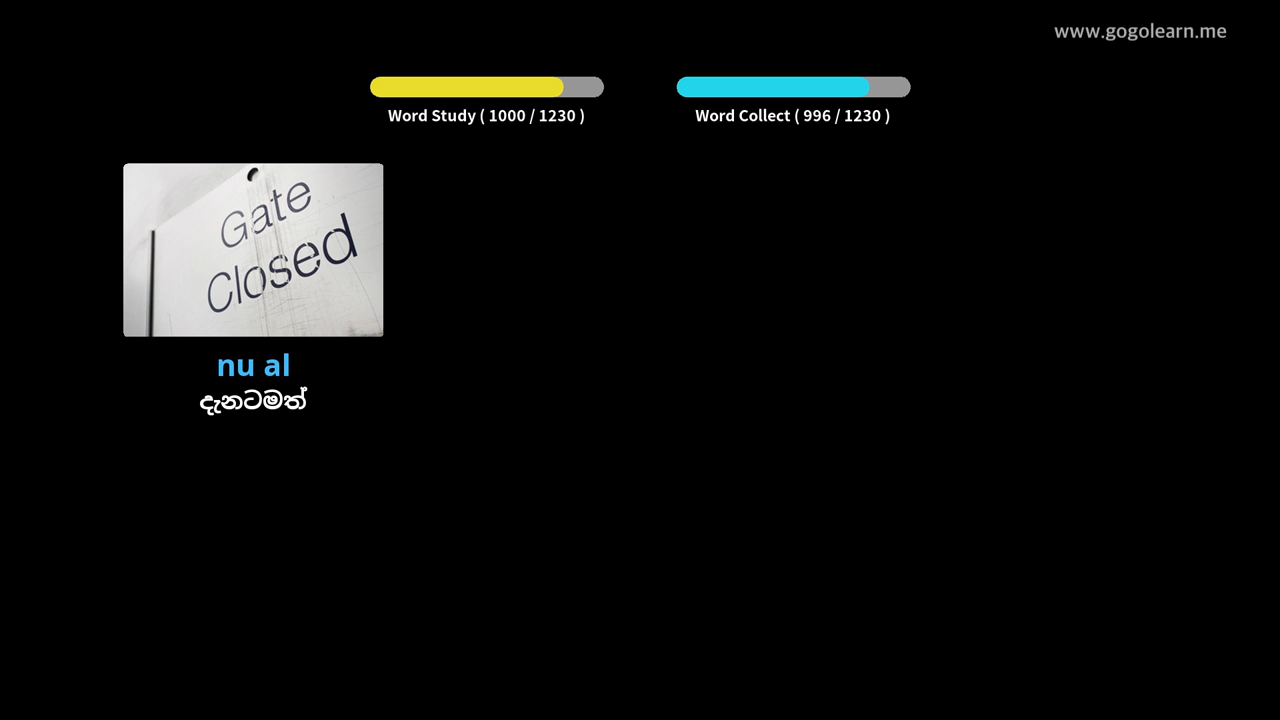 www.gogolearn.me
Word Study ( 1000 / 1230 )
Word Collect ( 996 / 1230 )
Gate
Closed
nu al
දැනටමත්